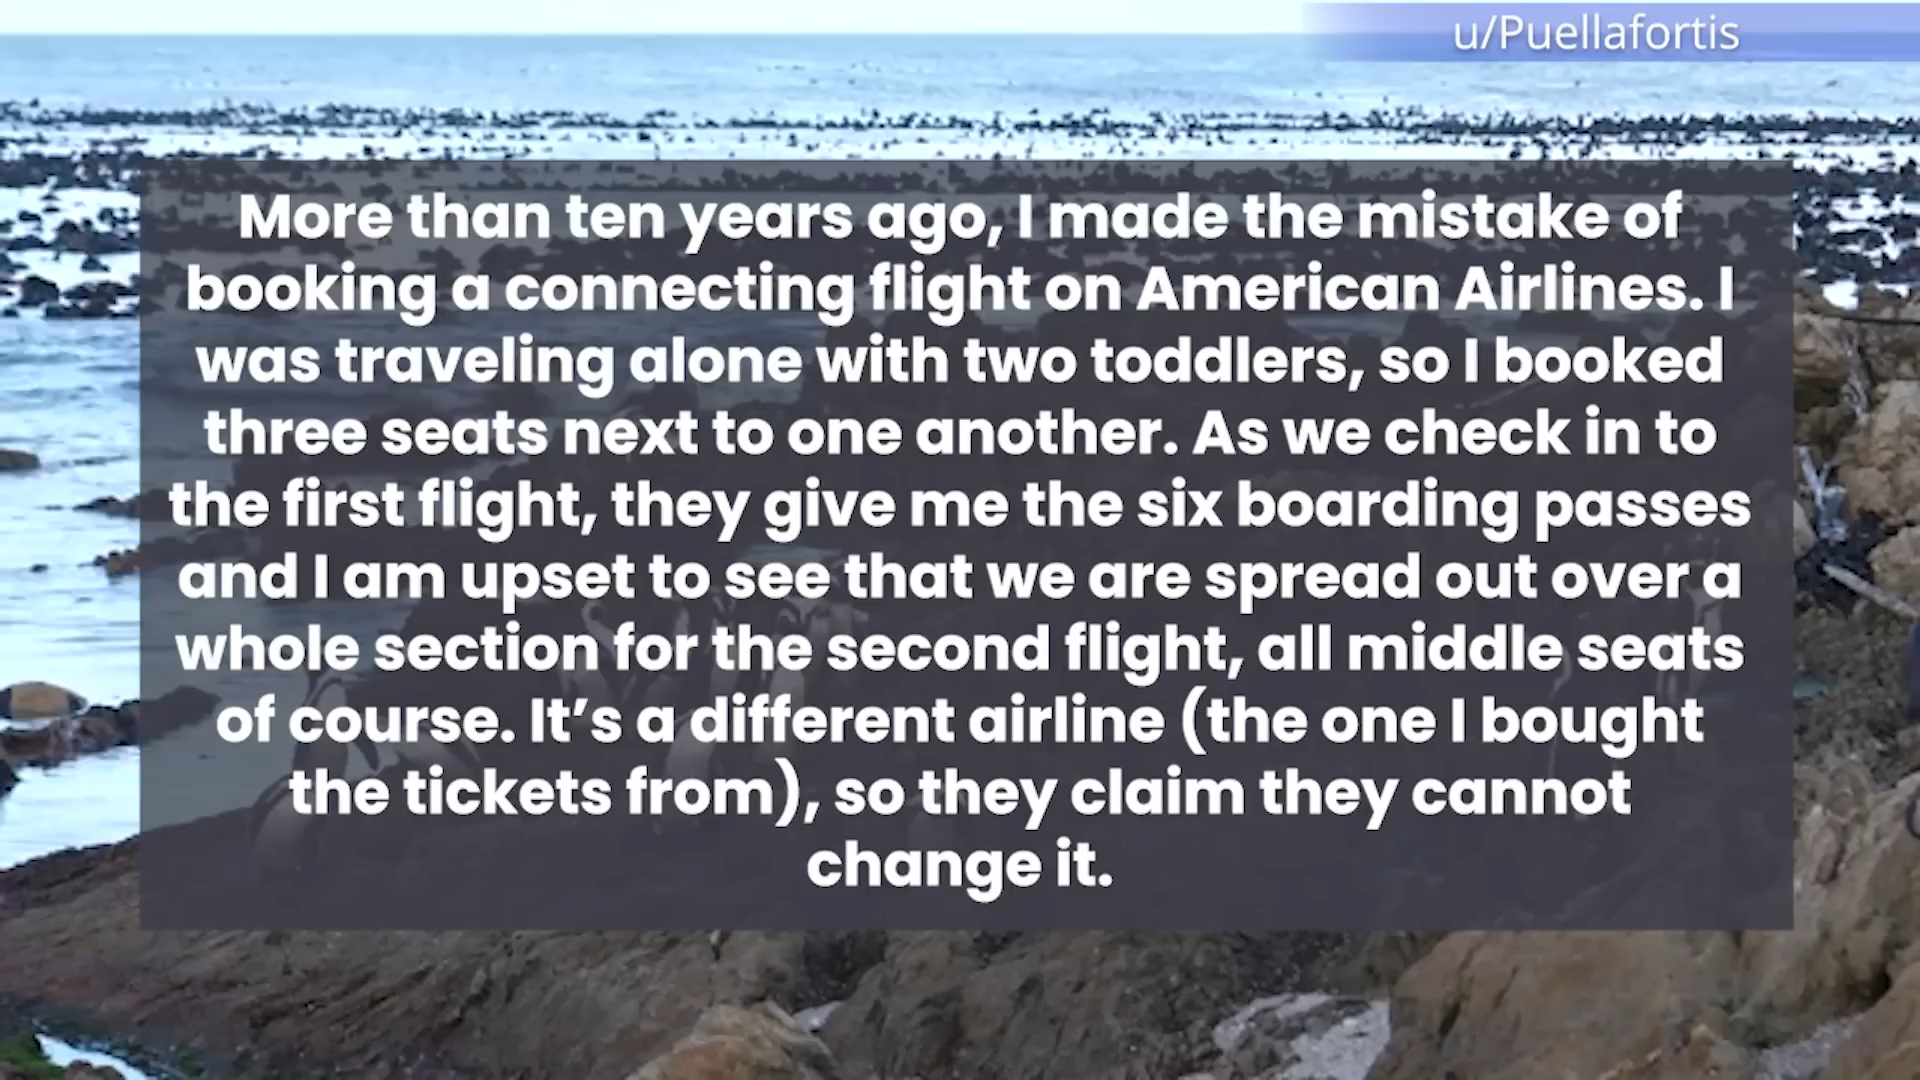 u/Puellafortis
More than ten years ago, I made the mistake of
booking a connecting flight on American Airlines. I
was traveling alone with two toddlers, so I booked
three seats next to one another. As we check in to
the first flight, they give me the six boarding passes
and I am upset to see that we are spread out over a
whole section for the second flight, all middle seats
of course. It’s a different airline (the one I bought
the tickets from), so they claim they cannot
change it.